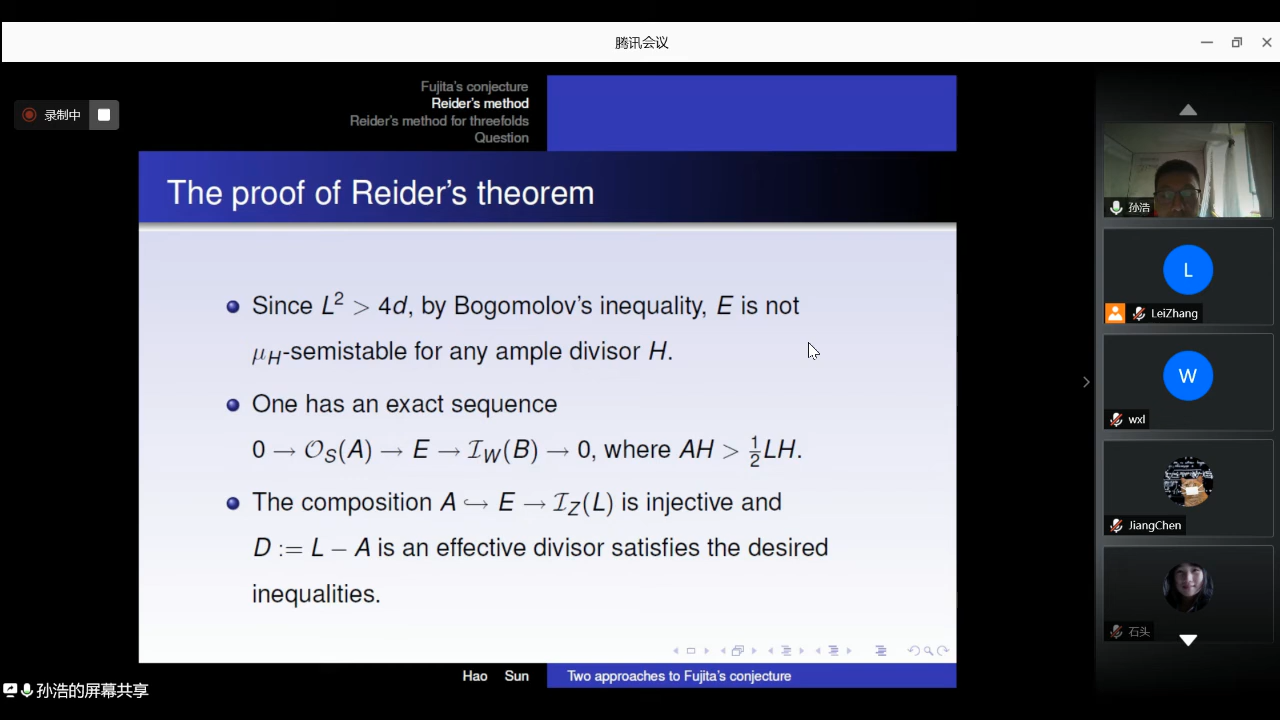 腾讯会议
录制中
Fujita's conjecture
Reider's method
Reider's method for threefolds
Question
The proof of Reider's theorem
Since L² > 4d, by Bogomolov's inequality, E is not
μ_H-semistable for any ample divisor H.
One has an exact sequence
0 → 𝒪_S(A) → E → ℐ_W(B) → 0, where AH > ½LH.
The composition A ↪ E → ℐ_Z(L) is injective and
D := L − A is an effective divisor satisfies the desired
inequalities.
Hao Sun
Two approaches to Fujita's conjecture
孙浩
L
LeiZhang
W
wxl
JiangChen
石头
孙浩的屏幕共享